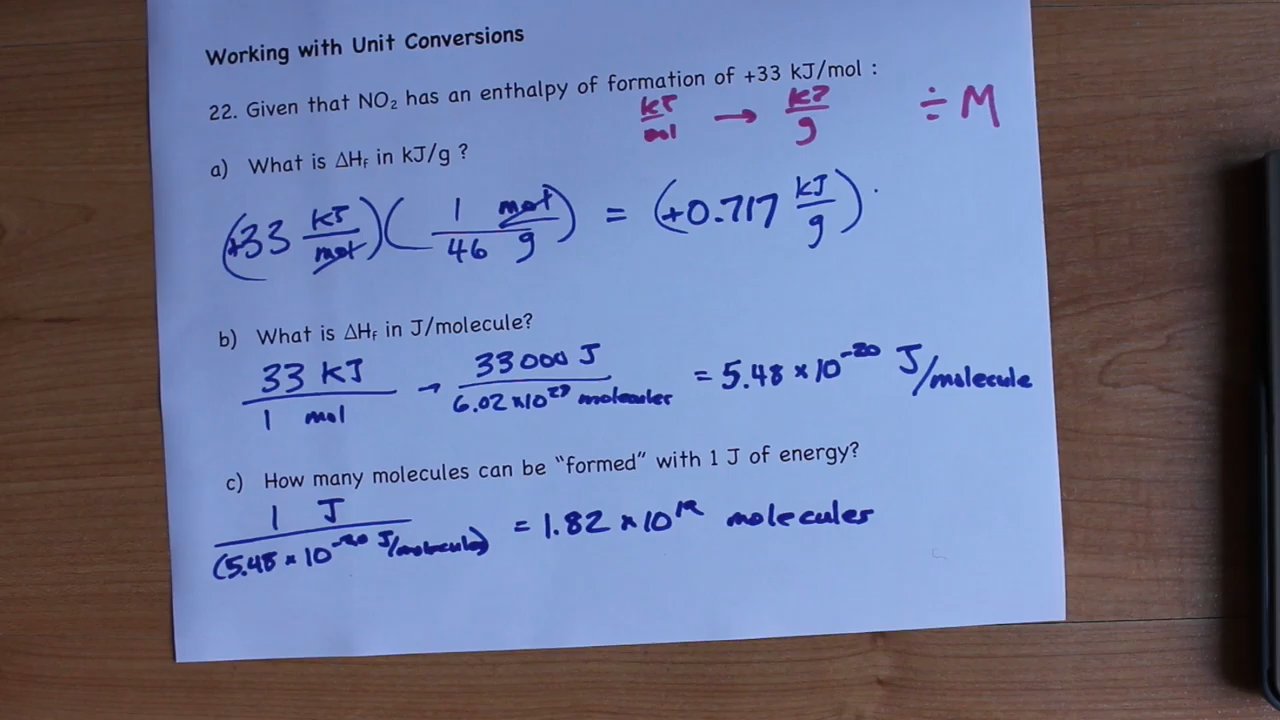 Working with Unit Conversions
22. Given that NO₂ has an enthalpy of formation of +33 kJ/mol :
kJ/mol → kJ/g ÷ M
a) What is ΔHf in kJ/g ?
(+33 kJ/mol)(1 mol/46 g) = (+0.717 kJ/g).
b) What is ΔHf in J/molecule?
33 kJ/1 mol → 33000 J/6.02 x 10²³ molecules = 5.48 x 10⁻²⁰ J/molecule
c) How many molecules can be "formed" with 1 J of energy?
1 J/(5.48 x 10⁻²⁰ J/molecule) = 1.82 x 10¹⁹ molecules